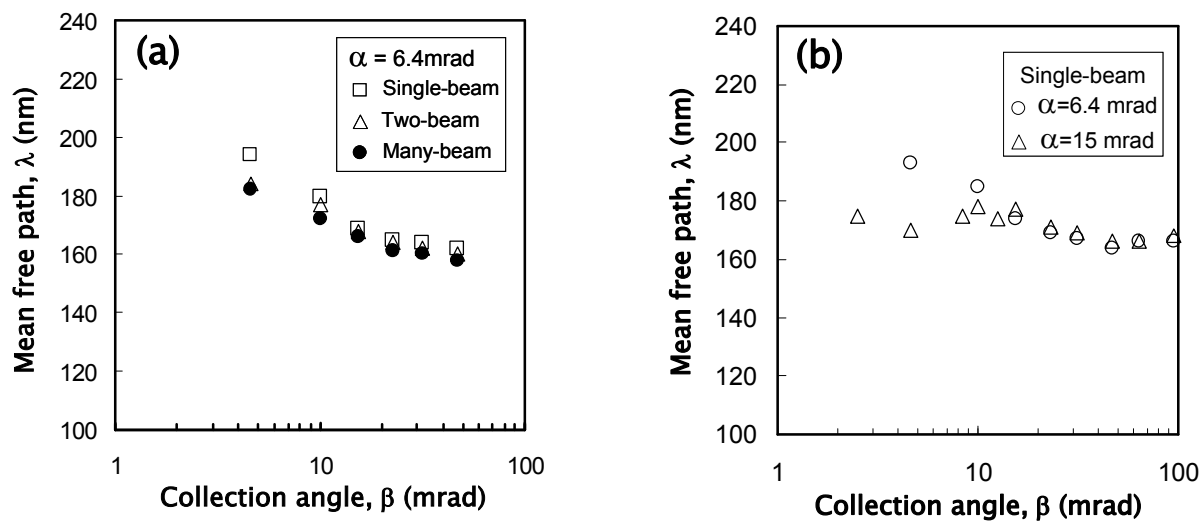 (a)
240
220
200
180
160
140
120
100
Mean free path, λ (nm)
α = 6.4mrad
Single-beam
Two-beam
Many-beam
1
10
100
Collection angle, β (mrad)
(b)
240
220
200
180
160
140
120
100
Mean free path, λ (nm)
Single-beam
α=6.4 mrad
α=15 mrad
1
10
100
Collection angle, β (mrad)